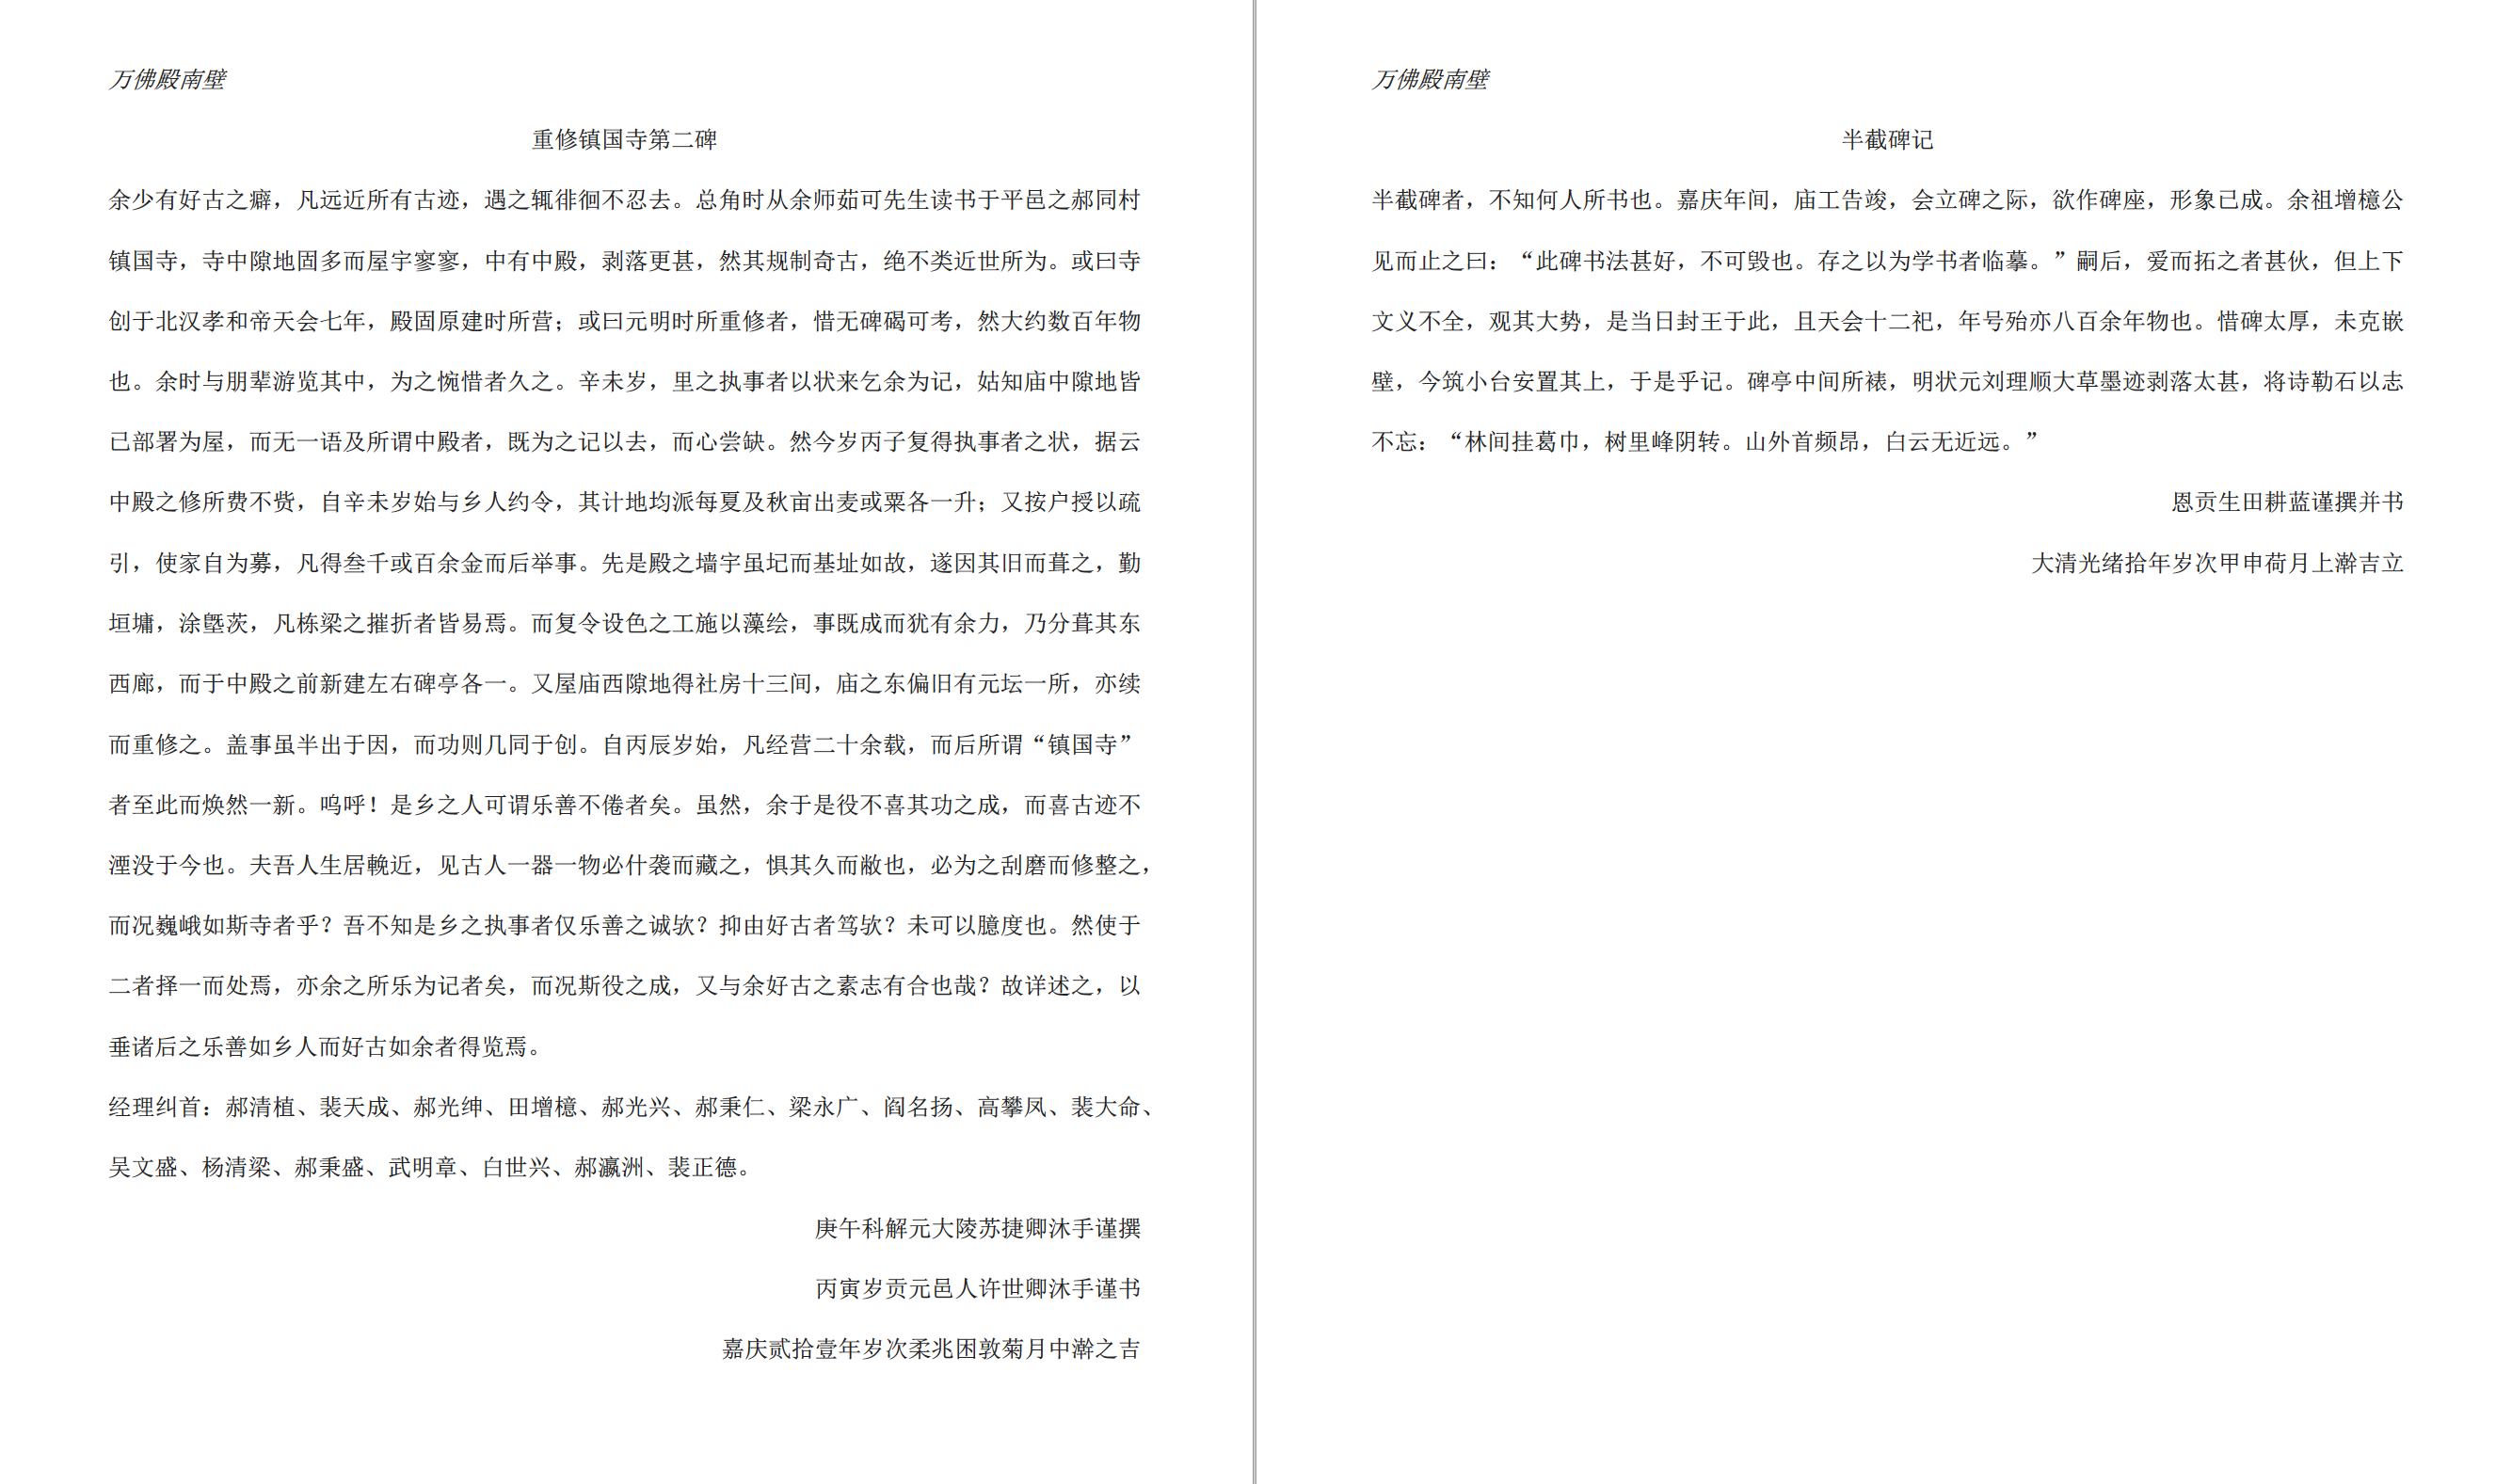 万佛殿南壁
重修镇国寺第二碑
余少有好古之癖，凡远近所有古迹，遇之辄徘徊不忍去。总角时从余师茹可先生读书于平邑之郝同村
镇国寺，寺中隙地固多而屋宇寥寥，中有中殿，剥落更甚，然其规制奇古，绝不类近世所为。或曰寺
创于北汉孝和帝天会七年，殿固原建时所营；或曰元明时所重修者，惜无碑碣可考，然大约数百年物
也。余时与朋辈游览其中，为之惋惜者久之。辛未岁，里之执事者以状来乞余为记，姑知庙中隙地皆
已部署为屋，而无一语及所谓中殿者，既为之记以去，而心尝缺。然今岁丙子复得执事者之状，据云
中殿之修所费不赀，自辛未岁始与乡人约令，其计地均派每夏及秋亩出麦或粟各一升；又按户授以疏
引，使家自为募，凡得叁千或百余金而后举事。先是殿之墙宇虽圮而基址如故，遂因其旧而葺之，勤
垣墉，涂塈茨，凡栋梁之摧折者皆易焉。而复令设色之工施以藻绘，事既成而犹有余力，乃分葺其东
西廊，而于中殿之前新建左右碑亭各一。又屋庙西隙地得社房十三间，庙之东偏旧有元坛一所，亦续
而重修之。盖事虽半出于因，而功则几同于创。自丙辰岁始，凡经营二十余载，而后所谓“镇国寺”
者至此而焕然一新。呜呼！是乡之人可谓乐善不倦者矣。虽然，余于是役不喜其功之成，而喜古迹不
湮没于今也。夫吾人生居輓近，见古人一器一物必什袭而藏之，惧其久而敝也，必为之刮磨而修整之，
而况巍峨如斯寺者乎？吾不知是乡之执事者仅乐善之诚欤？抑由好古者笃欤？未可以臆度也。然使于
二者择一而处焉，亦余之所乐为记者矣，而况斯役之成，又与余好古之素志有合也哉？故详述之，以
垂诸后之乐善如乡人而好古如余者得览焉。
经理纠首：郝清植、裴天成、郝光绅、田增檍、郝光兴、郝秉仁、梁永广、阎名扬、高攀凤、裴大命、
吴文盛、杨清梁、郝秉盛、武明章、白世兴、郝瀛洲、裴正德。
庚午科解元大陵苏捷卿沐手谨撰
丙寅岁贡元邑人许世卿沐手谨书
嘉庆贰拾壹年岁次柔兆困敦菊月中澣之吉
万佛殿南壁
半截碑记
半截碑者，不知何人所书也。嘉庆年间，庙工告竣，会立碑之际，欲作碑座，形象已成。余祖增檍公
见而止之曰：“此碑书法甚好，不可毁也。存之以为学书者临摹。”嗣后，爱而拓之者甚伙，但上下
文义不全，观其大势，是当日封王于此，且天会十二祀，年号殆亦八百余年物也。惜碑太厚，未克嵌
壁，今筑小台安置其上，于是乎记。碑亭中间所裱，明状元刘理顺大草墨迹剥落太甚，将诗勒石以志
不忘：“林间挂葛巾，树里峰阴转。山外首频昂，白云无近远。”
恩贡生田耕蓝谨撰并书
大清光绪拾年岁次甲申荷月上澣吉立